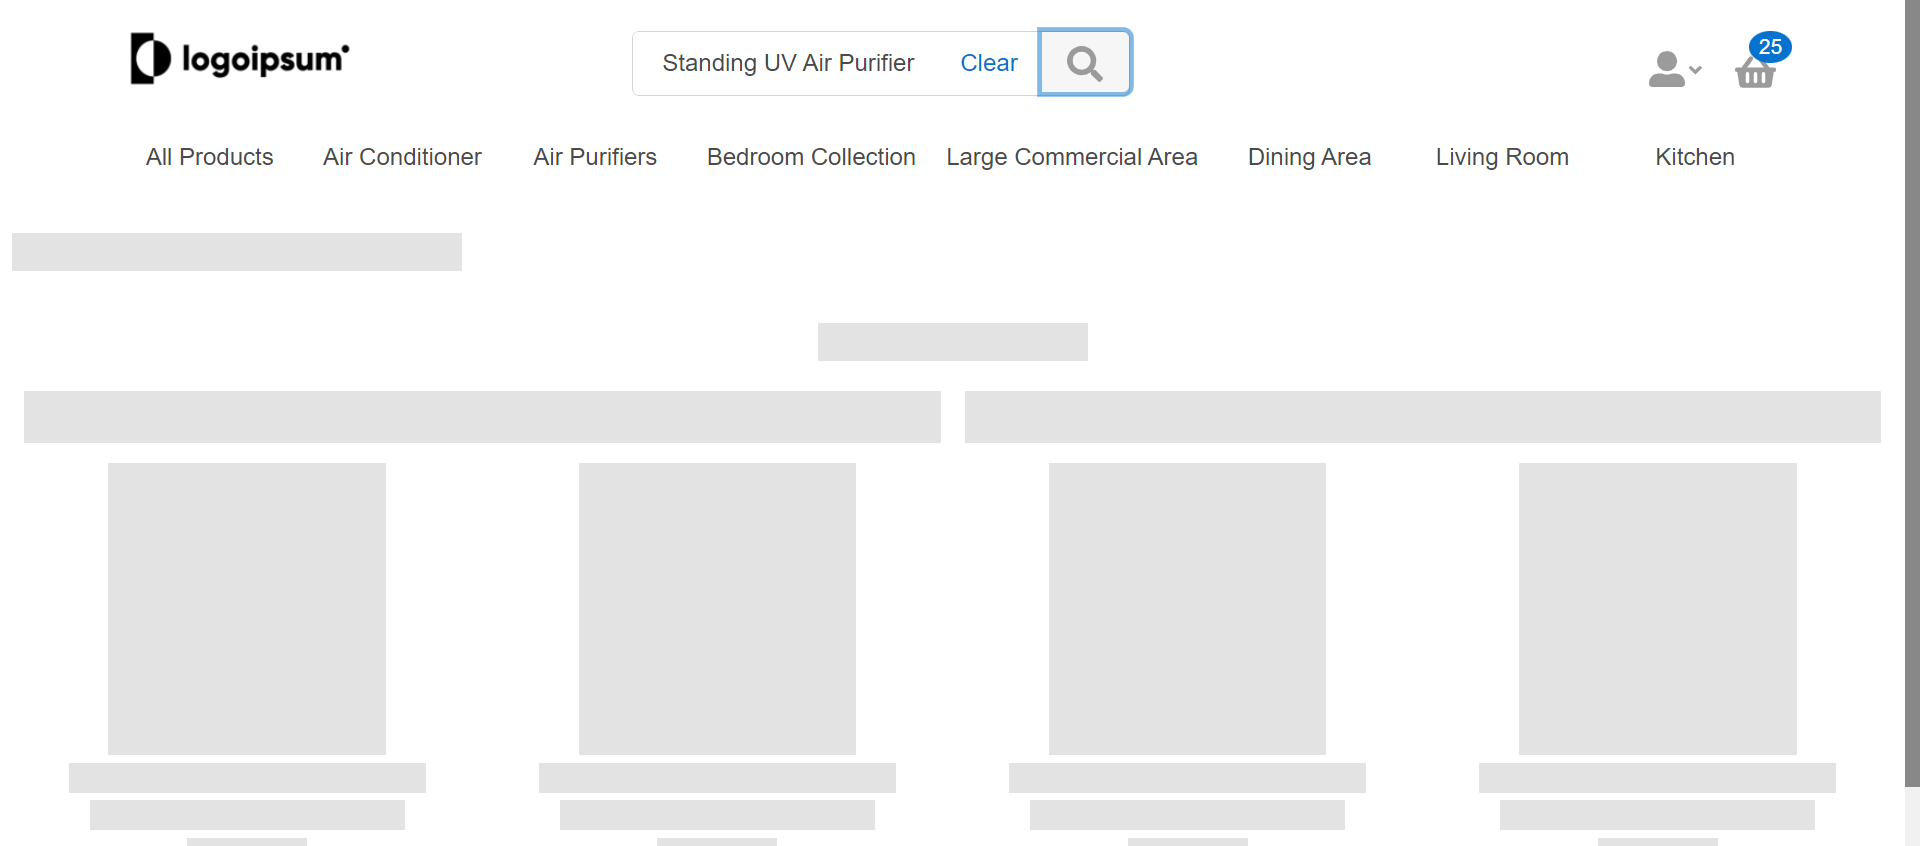 logoipsum
Standing UV Air Purifier Clear
25
All Products Air Conditioner Air Purifiers Bedroom Collection Large Commercial Area Dining Area Living Room Kitchen